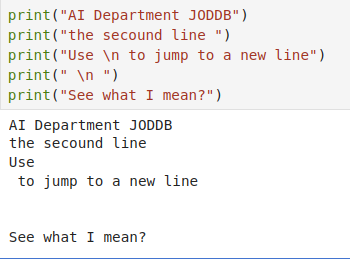 print("AI Department JODDB")
print("the secound line ")
print("Use \n to jump to a new line")
print(" \n ")
print("See what I mean?")
AI Department JODDB
the secound line
Use
 to jump to a new line
See what I mean?